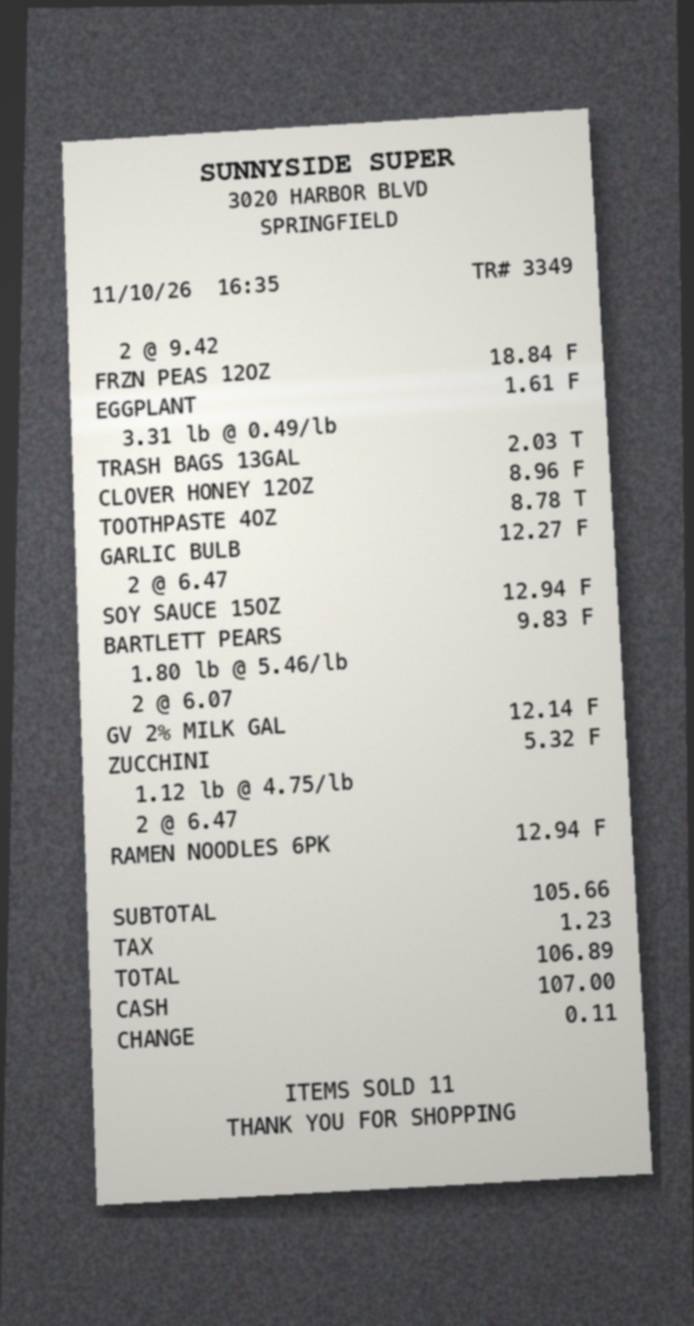 SUNNYSIDE SUPER
3020 HARBOR BLVD
SPRINGFIELD
11/10/26 16:35 TR# 3349
2 @ 9.42
FRZN PEAS 12OZ 18.84 F
EGGPLANT 1.61 F
3.31 lb @ 0.49/lb
TRASH BAGS 13GAL 2.03 T
CLOVER HONEY 12OZ 8.96 F
TOOTHPASTE 4OZ 8.78 T
GARLIC BULB 12.27 F
2 @ 6.47
SOY SAUCE 15OZ 12.94 F
BARTLETT PEARS 9.83 F
1.80 lb @ 5.46/lb
2 @ 6.07
GV 2% MILK GAL 12.14 F
ZUCCHINI 5.32 F
1.12 lb @ 4.75/lb
2 @ 6.47
RAMEN NOODLES 6PK 12.94 F
SUBTOTAL 105.66
TAX 1.23
TOTAL 106.89
CASH 107.00
CHANGE 0.11
ITEMS SOLD 11
THANK YOU FOR SHOPPING